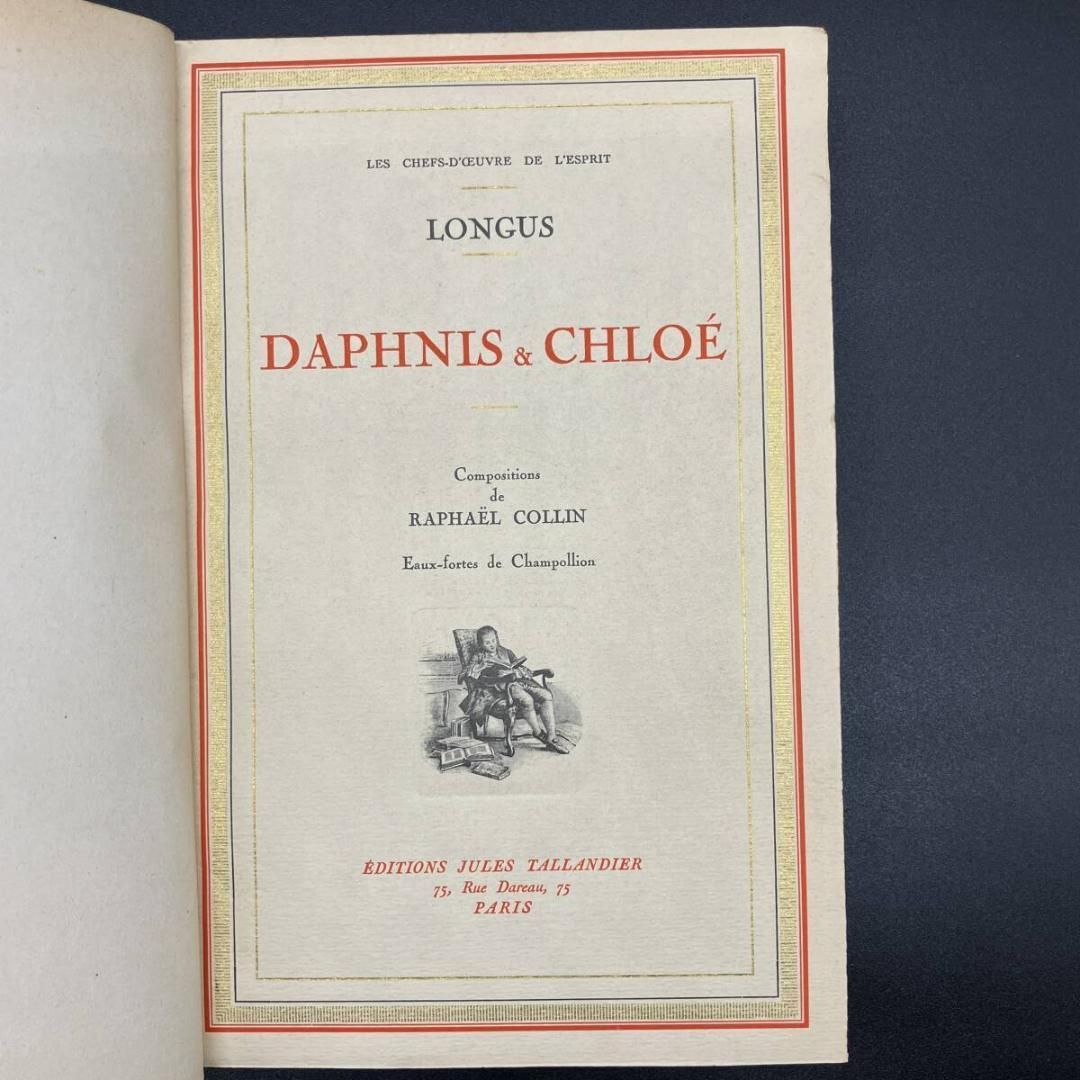 LES CHEFS-D'ŒUVRE DE L'ESPRIT
LONGUS
DAPHNIS & CHLOÉ
Compositions
de
RAPHAËL COLLIN
Eaux-fortes de Champollion
ÉDITIONS JULES TALLANDIER
75, Rue Dareau, 75
PARIS